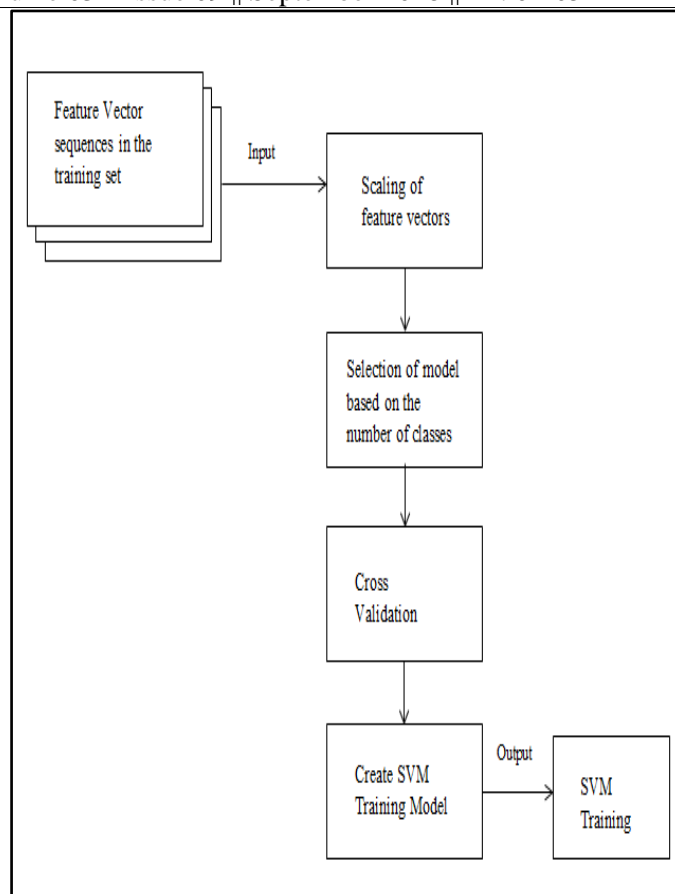 Feature Vector
sequences in the
training set
Input
Scaling of
feature vectors
Selection of model
based on the
number of classes
Cross
Validation
Create SVM
Training Model
Output
SVM
Training